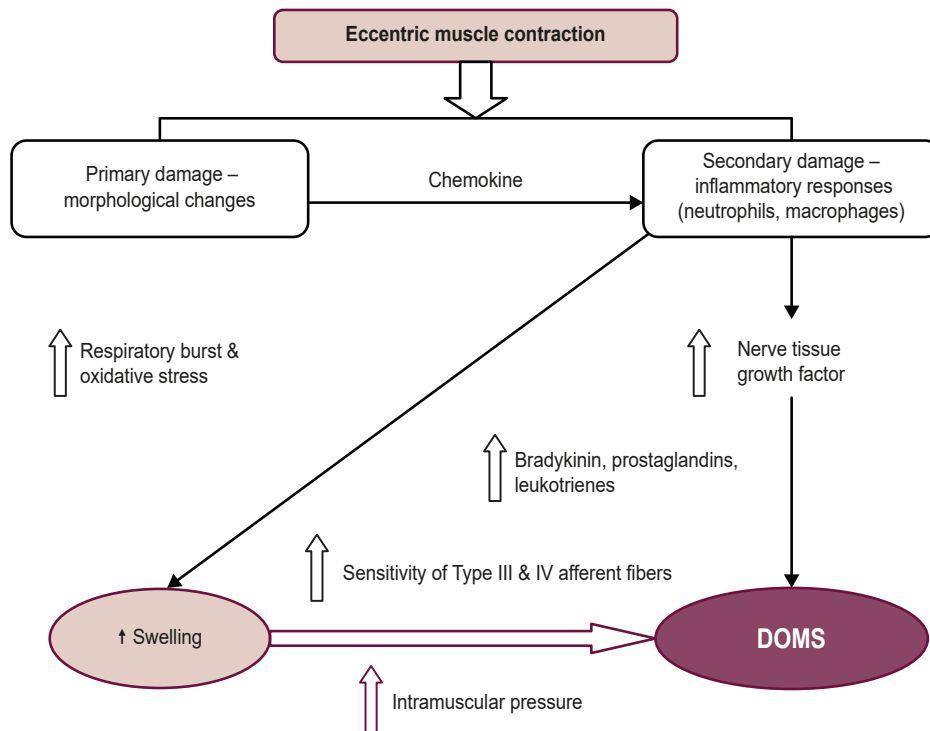 Eccentric muscle contraction
Primary damage –
morphological changes
Chemokine
Secondary damage –
inflammatory responses
(neutrophils, macrophages)
Respiratory burst &
oxidative stress
Nerve tissue
growth factor
Bradykinin, prostaglandins,
leukotrienes
Sensitivity of Type III & IV afferent fibers
↑ Swelling
DOMS
Intramuscular pressure